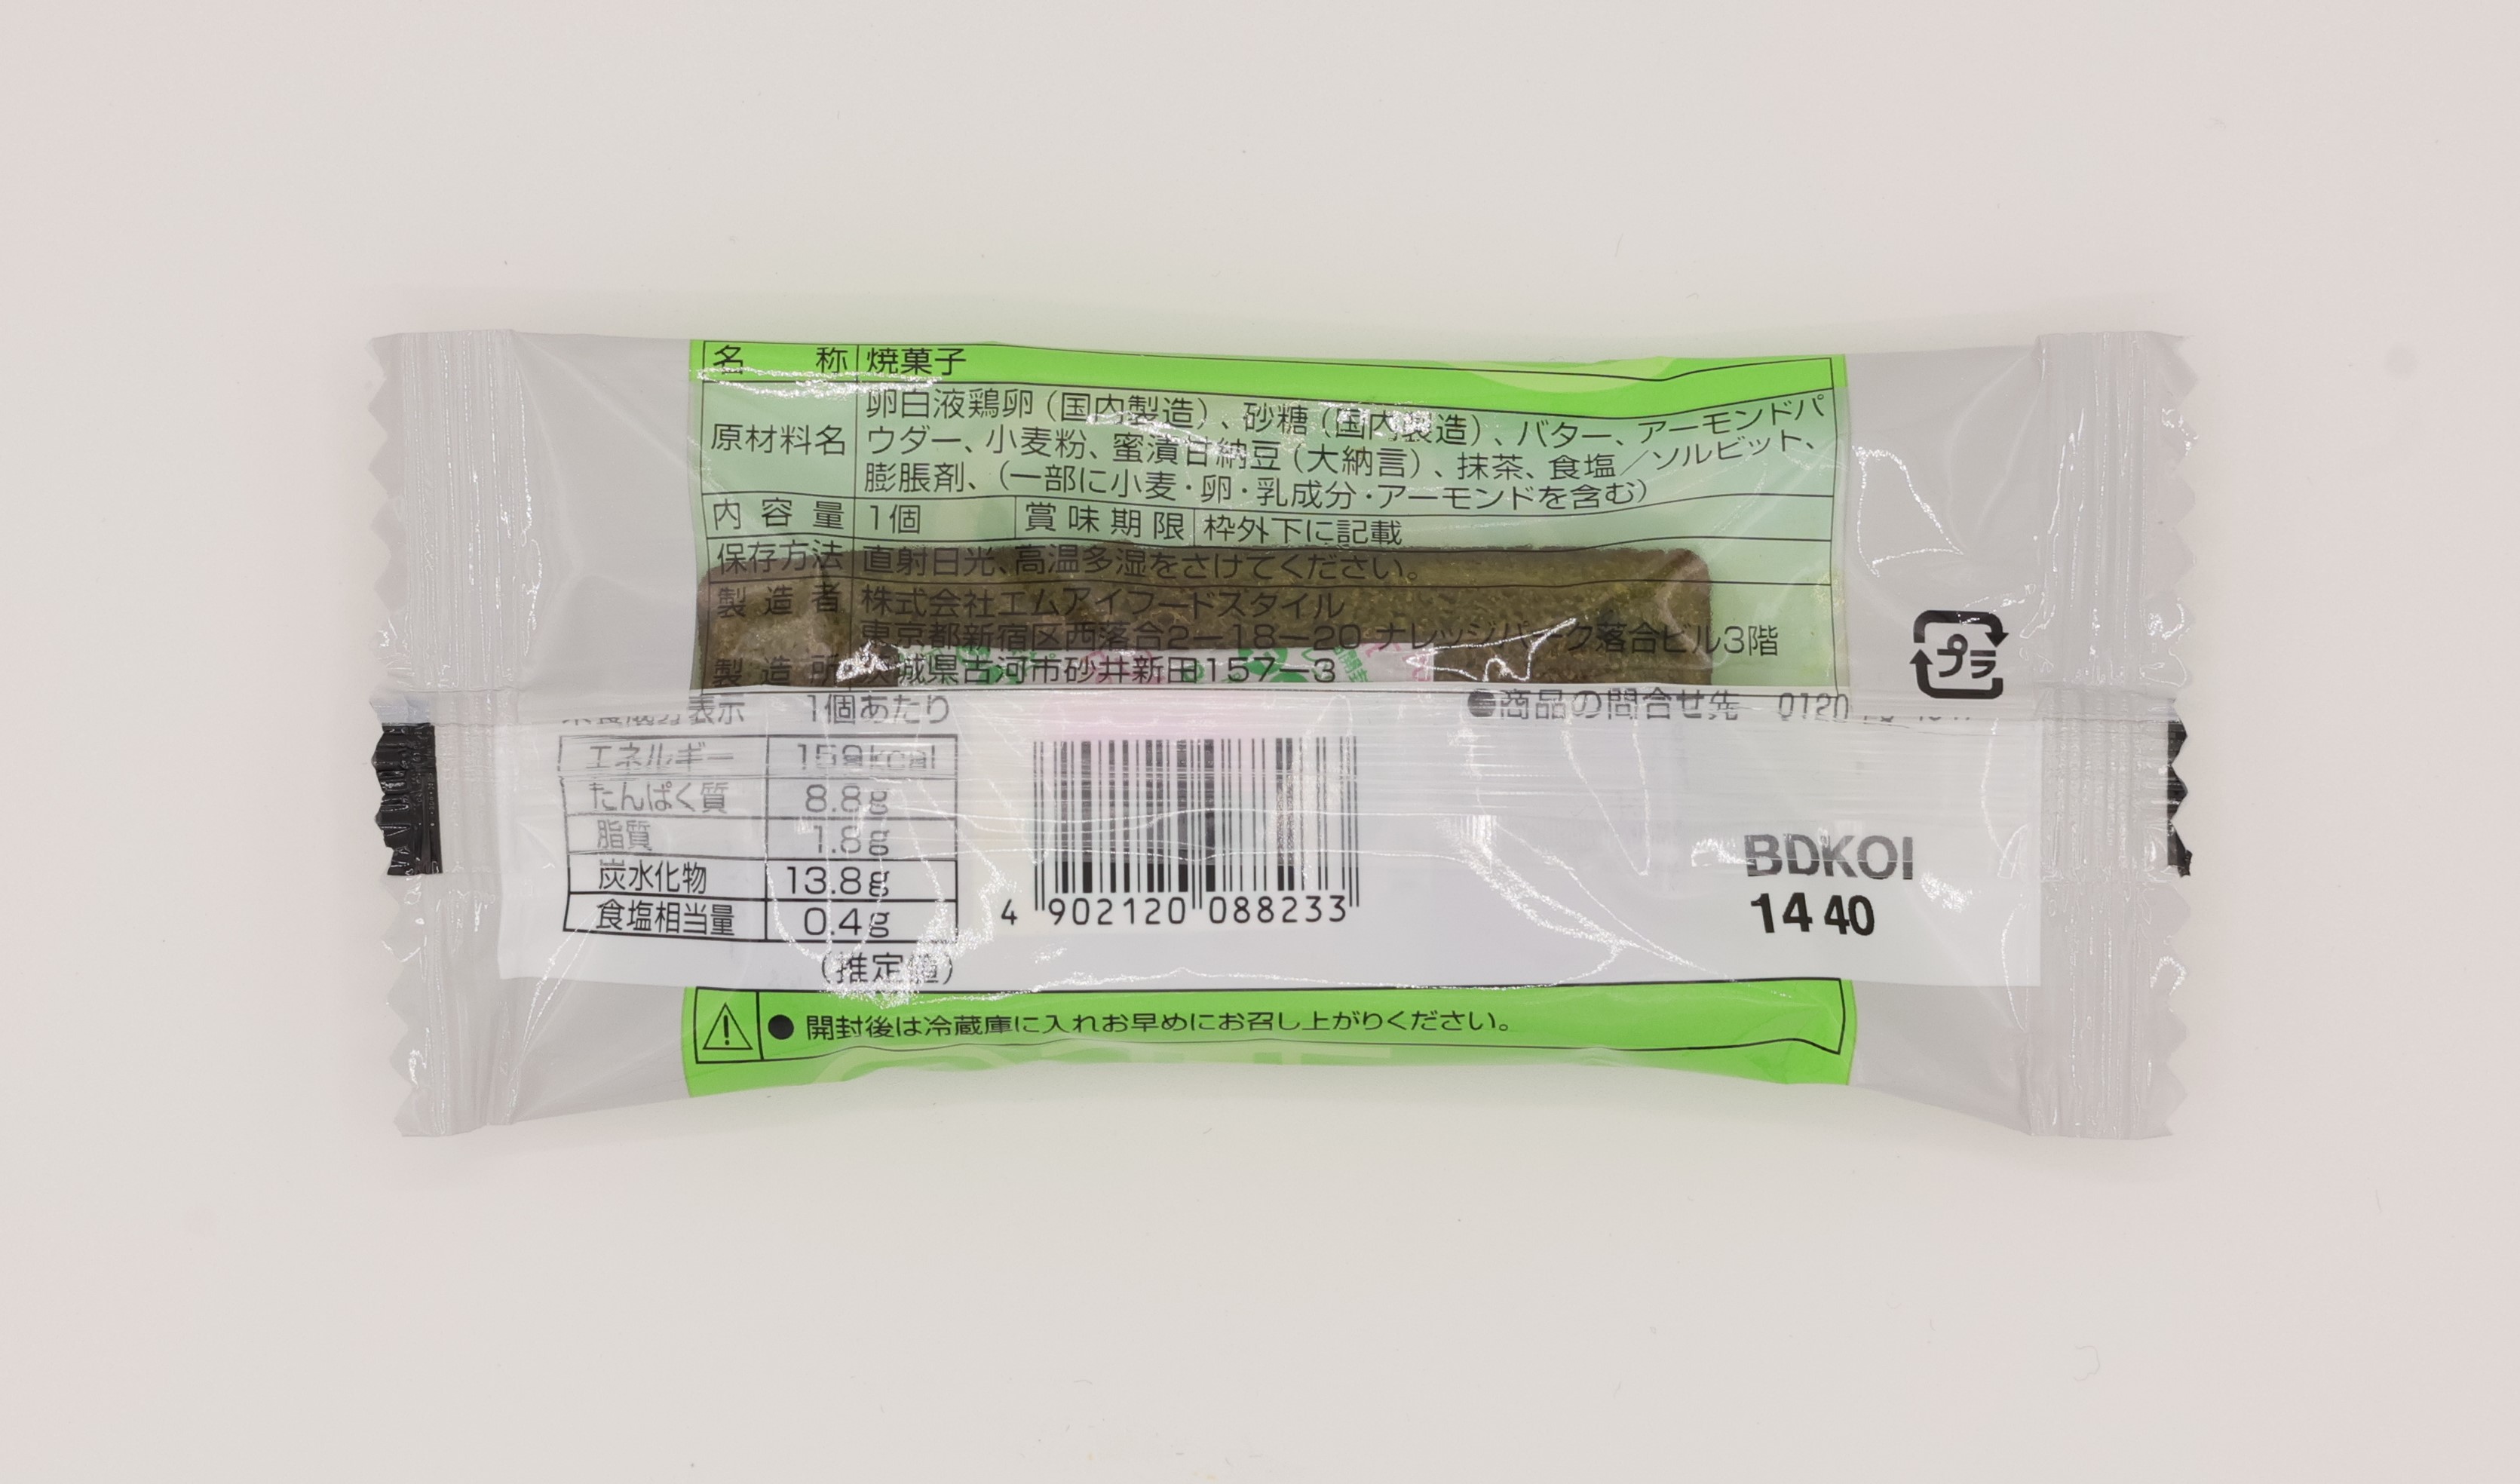 名称 焼菓子
原材料名 卵白液鶏卵(国内製造)、砂糖(国内製造)、バター、アーモンドパ
ウダー、小麦粉、蜜漬甘納豆(大納言)、抹茶、食塩/ソルビット、
膨脹剤、(一部に小麦・卵・乳成分・アーモンドを含む)
内容量 1個 賞味期限 枠外下に記載
保存方法 直射日光、高温多湿をさけてください。
製造者 株式会社エムアイフードスタイル
東京都新宿区西落合2-18-20 ナレッジパーク落合ビル3階
製造所 茨城県古河市砂井新田157-3
表示 1個あたり
●商品の問合せ先 0120
エネルギー kcal
たんぱく質 8.8g
脂質 1.8g
炭水化物 13.8g
食塩相当量 0.4g
(推定値)
4 902120 088233
プラ
BDKOI
14 40
● 開封後は冷蔵庫に入れお早めにお召し上がりください。